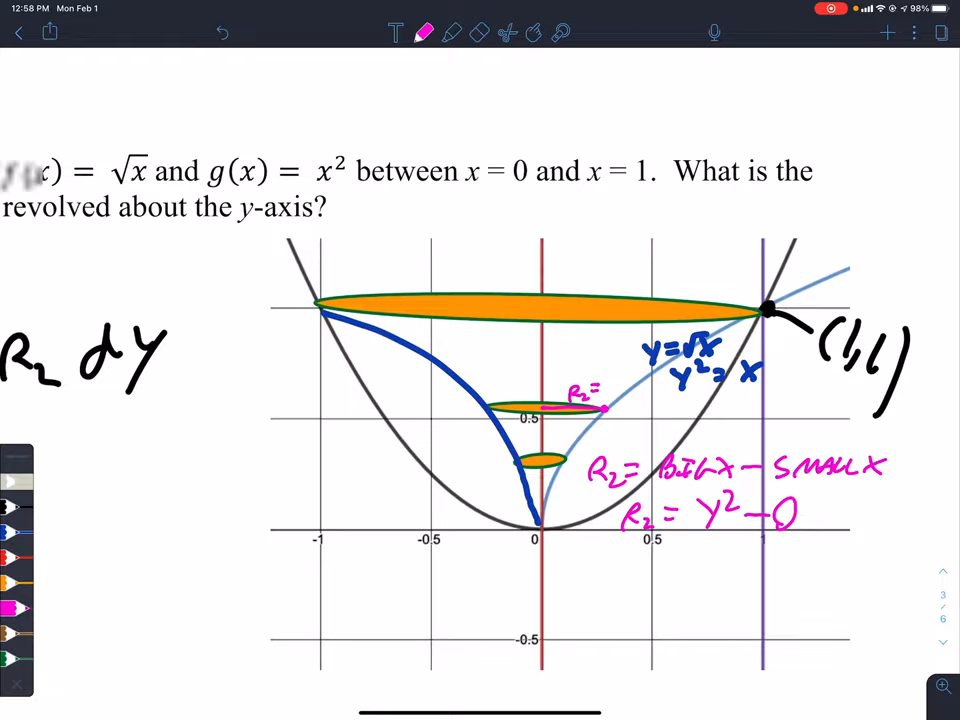 12:58 PM Mon Feb 1
98%
f(x) = √x and g(x) = x² between x = 0 and x = 1. What is the
revolved about the y-axis?
R₂ dy
(1,1)
y=√x
y²= x
R₂=
0.5
R₂= BIG X - SMALL X
R₂ = y² - 0
-1
-0.5
0
0.5
1
-0.5
3
/
6